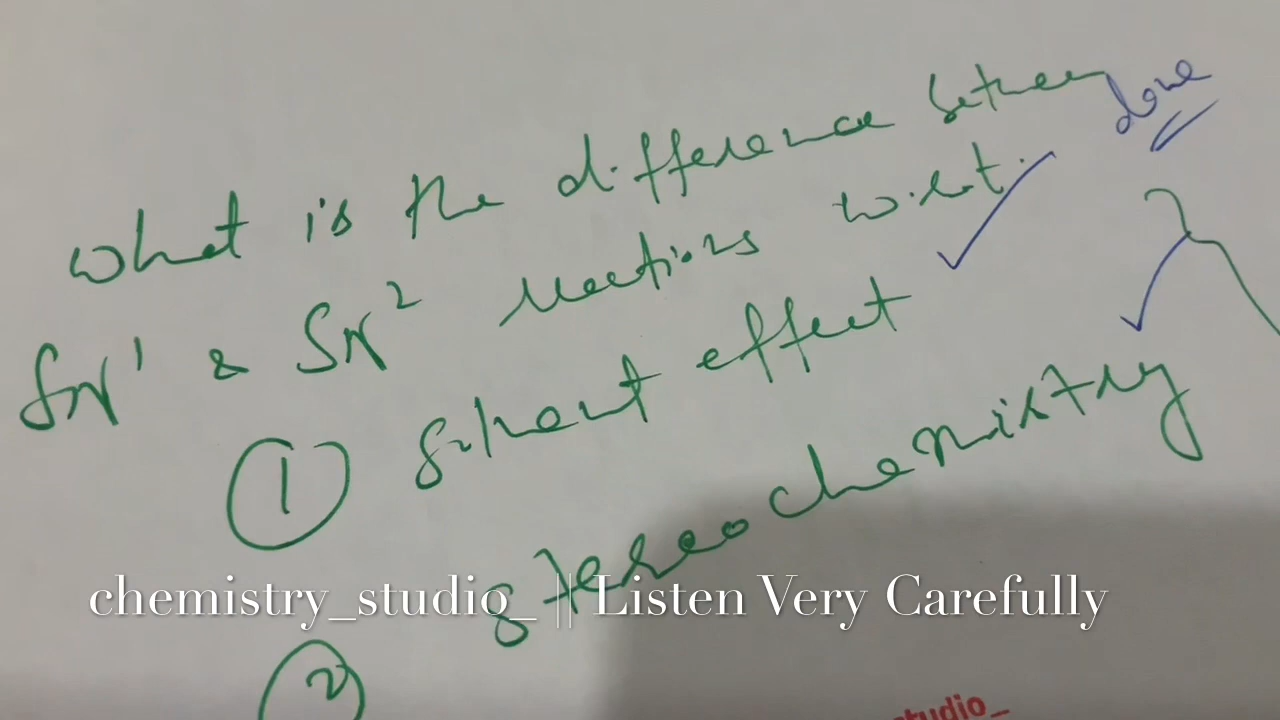 What is the difference between
done
SN¹ & SN² reactions w.r.t.
① Solvent effect
② Stereochemistry
chemistry_studio_ || Listen Very Carefully
studio_